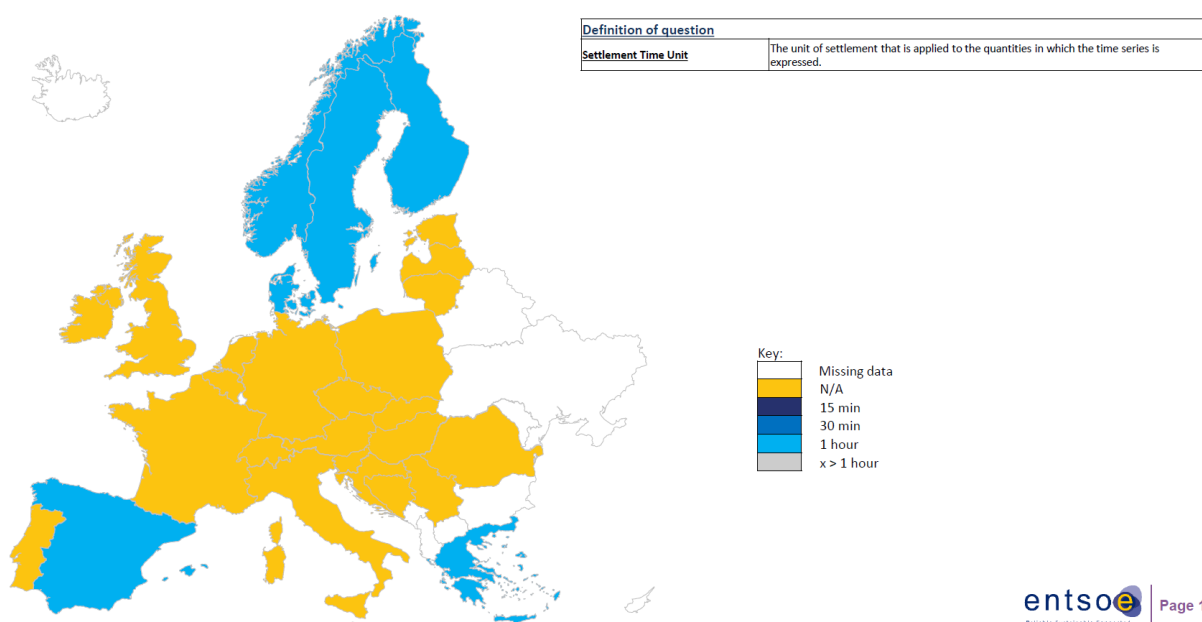 Definition of question
Settlement Time Unit
The unit of settlement that is applied to the quantities in which the time series is
expressed.
Key:
Missing data
N/A
15 min
30 min
1 hour
x > 1 hour
entsoe
Page 1